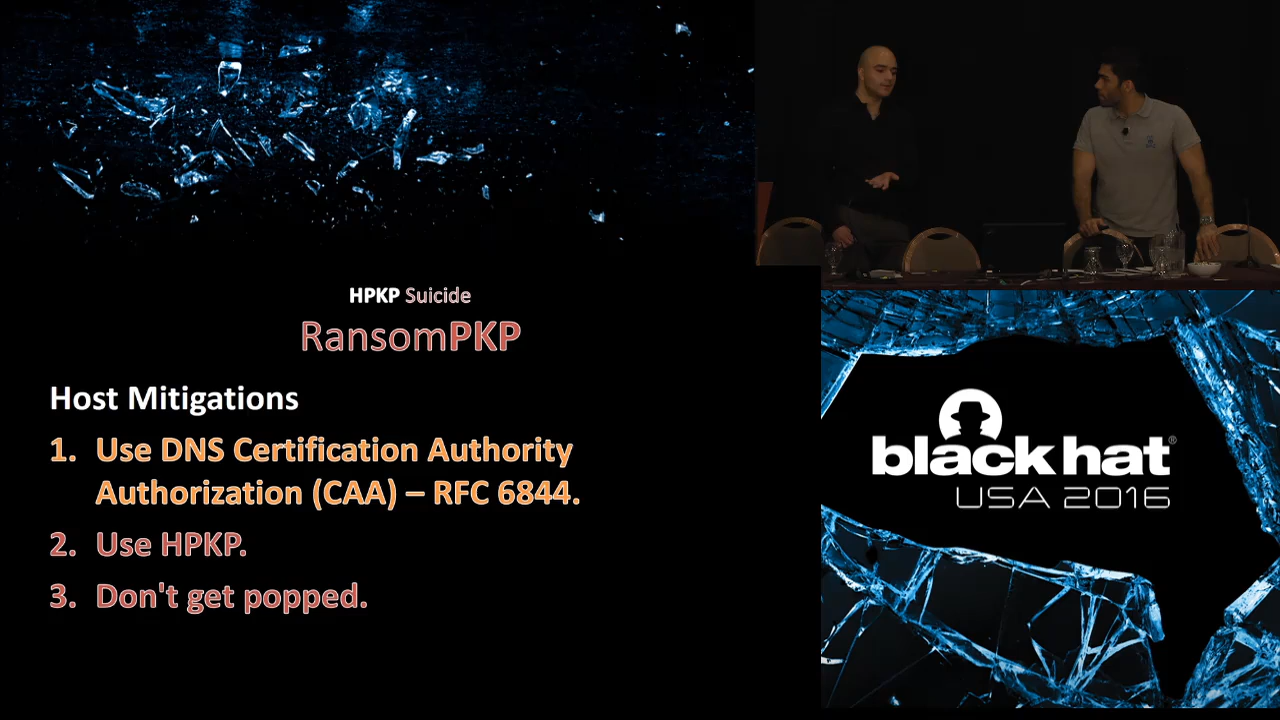 HPKP Suicide
RansomPKP
Host Mitigations
1. Use DNS Certification Authority
Authorization (CAA) – RFC 6844.
2. Use HPKP.
3. Don't get popped.
black hat®
USA 2016